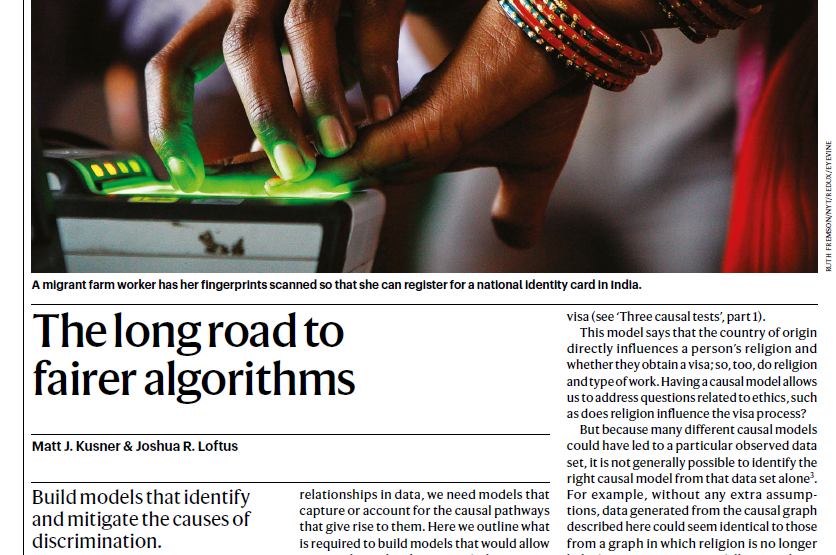 RUTH FREMSON/NYT/REDUX/EYEVINE
A migrant farm worker has her fingerprints scanned so that she can register for a national identity card in India.
The long road to
fairer algorithms
Matt J. Kusner & Joshua R. Loftus
Build models that identify
and mitigate the causes of
discrimination.
relationships in data, we need models that
capture or account for the causal pathways
that give rise to them. Here we outline what
is required to build models that would allow
visa (see ‘Three causal tests’, part 1).
This model says that the country of origin
directly influences a person’s religion and
whether they obtain a visa; so, too, do religion
and type of work. Having a causal model allows
us to address questions related to ethics, such
as does religion influence the visa process?
But because many different causal models
could have led to a particular observed data
set, it is not generally possible to identify the
right causal model from that data set alone³.
For example, without any extra assump-
tions, data generated from the causal graph
described here could seem identical to those
from a graph in which religion is no longer